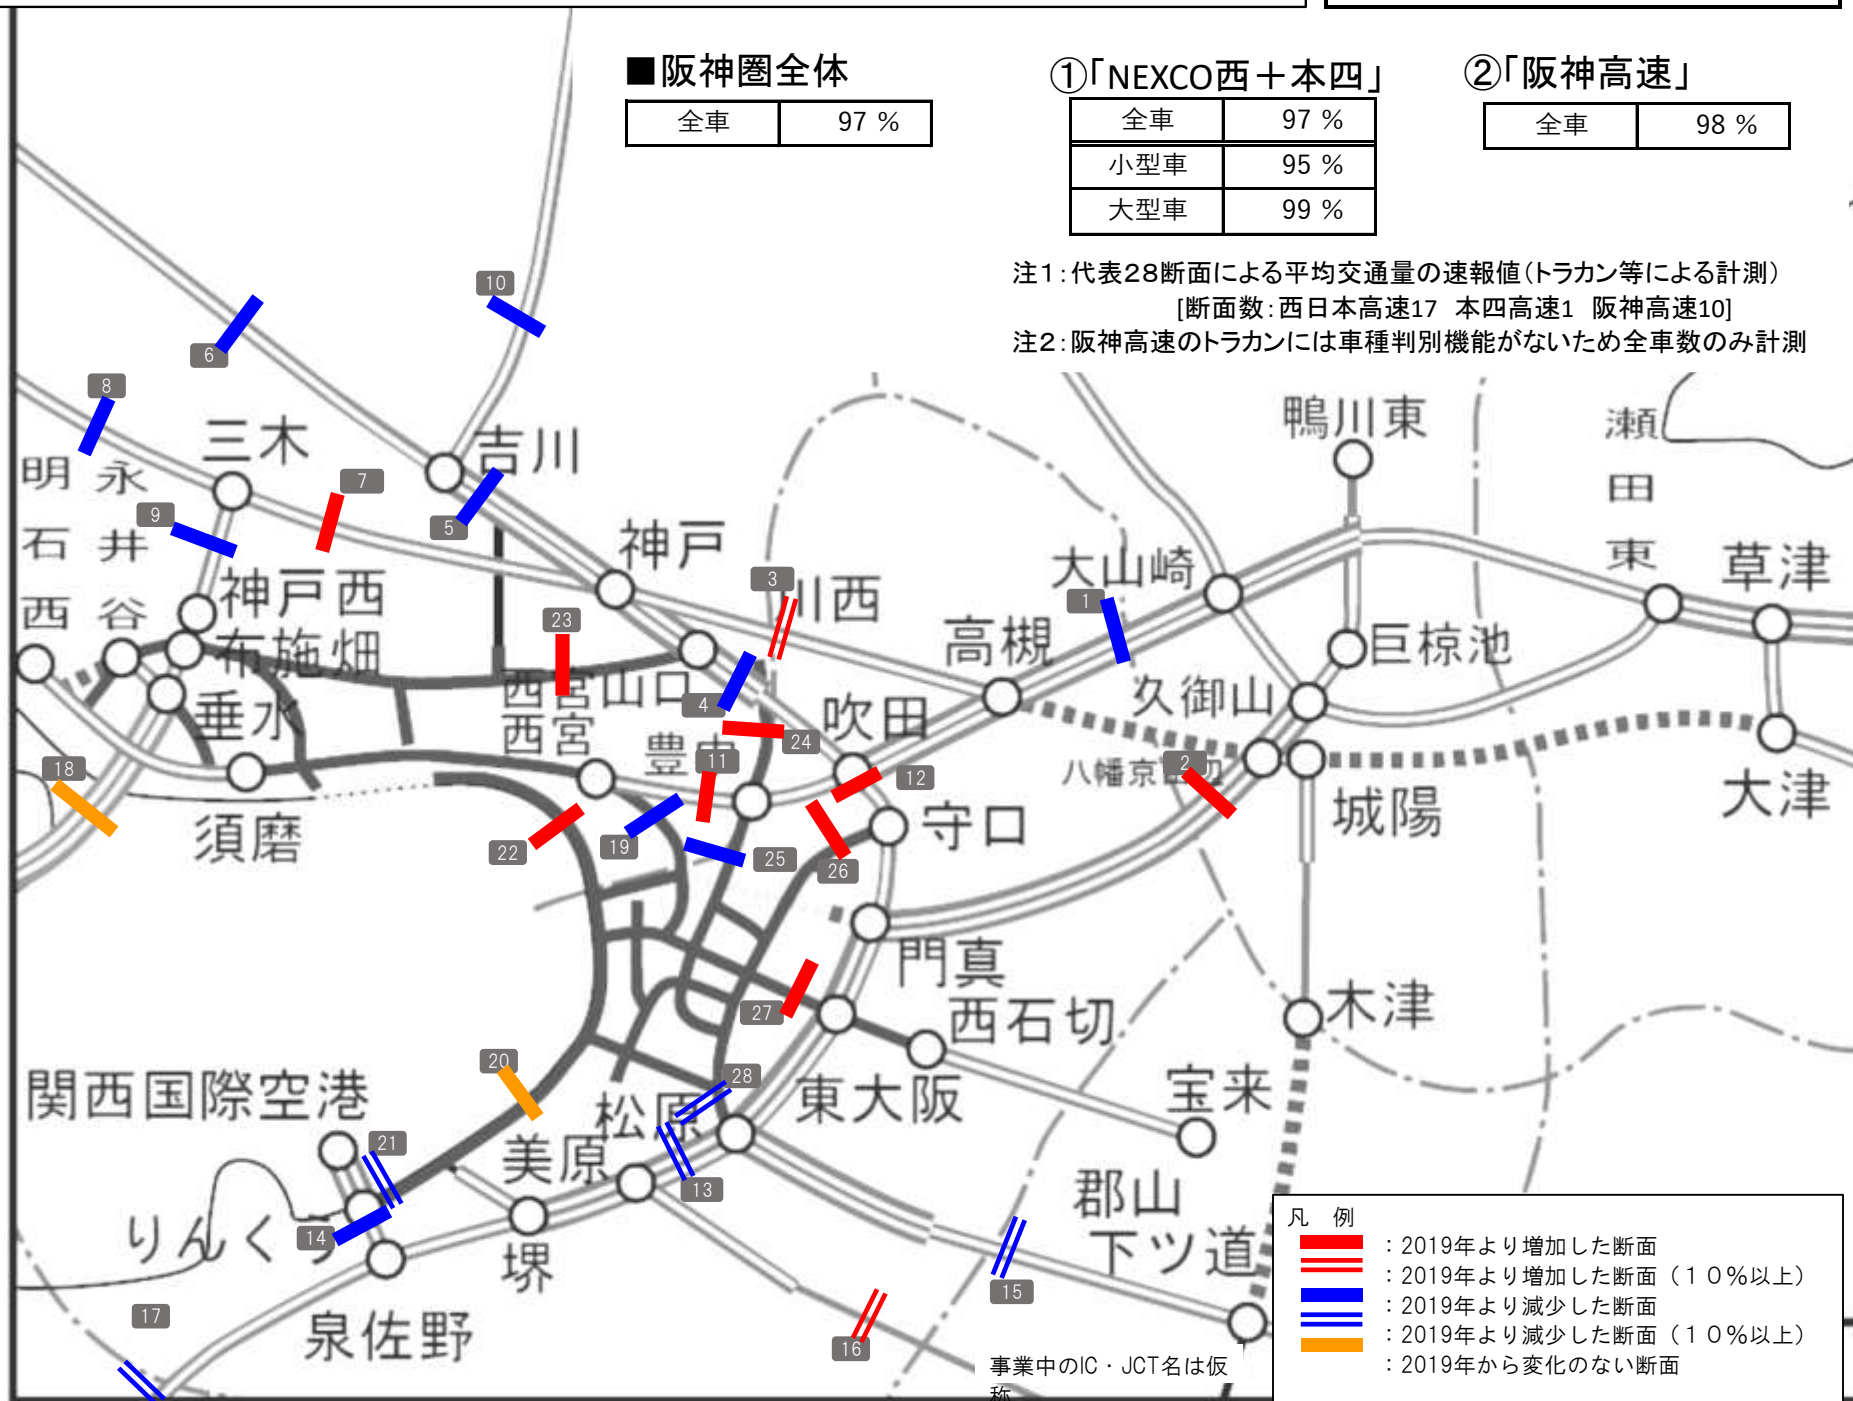 ■阪神圏全体
全車 97 %
①「NEXCO西＋本四」
全車 97 %
小型車 95 %
大型車 99 %
②「阪神高速」
全車 98 %
注１：代表２８断面による平均交通量の速報値（トラカン等による計測）
[断面数：西日本高速17 本四高速1 阪神高速10]
注２：阪神高速のトラカンには車種判別機能がないため全車数のみ計測
10
6
8
三木
吉川
鴨川東
瀬田東
明石西
永井谷
7
9
5
神戸
大山崎
草津
神戸西
3
川西
1
布施畑
23
高槻
巨椋池
西宮山口
4
久御山
垂水
西宮
吹田
24
豊中
11
12
八幡京田辺
2
18
城陽
大津
須磨
22
19
25
26
守口
門真
27
西石切
木津
20
28
関西国際空港
松原
東大阪
宝来
21
美原
13
郡山下ツ道
14
りんくう
堺
15
17
泉佐野
16
事業中のIC・JCT名は仮
称
凡 例
：2019年より増加した断面
：2019年より増加した断面（１０％以上）
：2019年より減少した断面
：2019年より減少した断面（１０％以上）
：2019年から変化のない断面